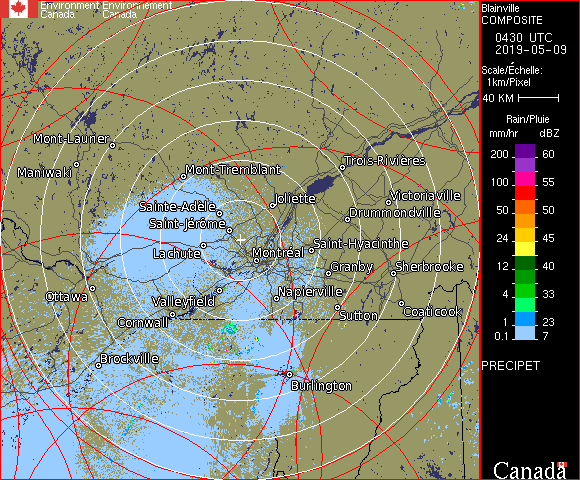 Environment Environnement
Canada Canada
Blainville
COMPOSITE
0430 UTC
2019-05-09
Scale/Échelle:
1km/Pixel
40 KM
Rain/Pluie
mm/hr dBZ
200 60
100 55
50 50
24 45
12 40
4 33
1 23
0.1 7
PRECIPET
Canada
Mont-Laurier
Maniwaki
Mont-Tremblant
Trois-Rivières
Sainte-Adèle
Joliette
Victoriaville
Drummondville
Saint-Jérôme
Lachute
Montréal
Saint-Hyacinthe
Granby
Sherbrooke
Ottawa
Valleyfield
Napierville
Cornwall
Sutton
Coaticook
Brockville
Burlington